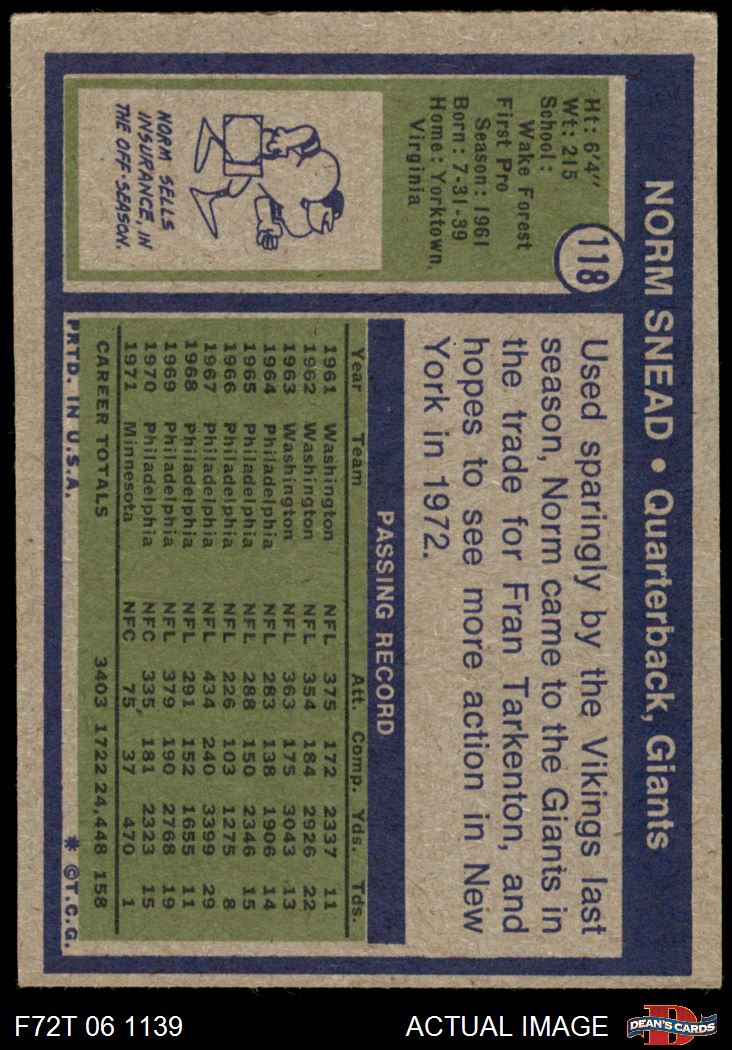 NORM SNEAD • Quarterback, Giants
118
Ht: 6'4"
Wt: 215
School:
Wake Forest
First Pro
Season: 1961
Born: 7-31-39
Home: Yorktown,
Virginia
NORM SELLS
INSURANCE, IN
THE OFF-SEASON.
Used sparingly by the Vikings last
season, Norm came to the Giants in
the trade for Fran Tarkenton, and
hopes to see more action in New
York in 1972.
PASSING RECORD
Year Team Att. Comp. Yds. Tds.
1961 Washington NFL 375 172 2337 11
1962 Washington NFL 354 184 2926 22
1963 Washington NFL 363 175 3043 13
1964 Philadelphia NFL 283 138 1906 14
1965 Philadelphia NFL 288 150 2346 15
1966 Philadelphia NFL 226 103 1275 8
1967 Philadelphia NFL 434 240 3399 29
1968 Philadelphia NFL 291 152 1655 11
1969 Philadelphia NFL 379 190 2768 19
1970 Philadelphia NFC 335 181 2323 15
1971 Minnesota NFC 75 37 470 1
CAREER TOTALS 3403 1722 24,448 158
PRTD. IN U.S.A. * ©T.C.G.
F72T 06 1139 ACTUAL IMAGE D DEAN'S CARDS